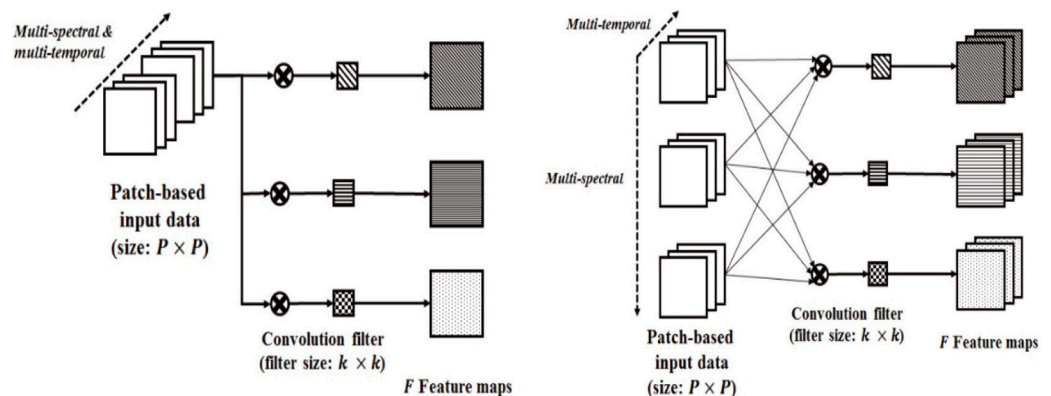 Multi-spectral &
multi-temporal
Patch-based
input data
(size: P × P)
Convolution filter
(filter size: k × k)
F Feature maps
Multi-temporal
Multi-spectral
Patch-based
input data
(size: P × P)
Convolution filter
(filter size: k × k)
F Feature maps